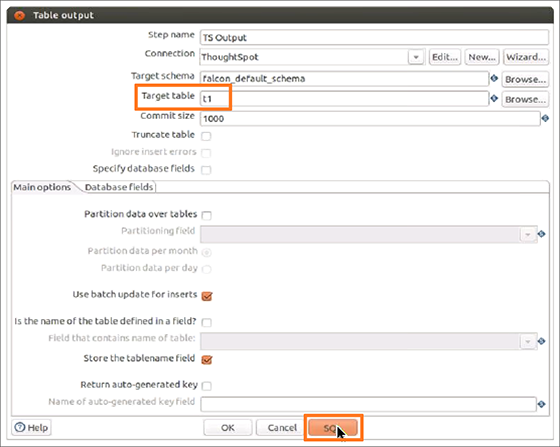 Table output
Step name TS Output
Connection ThoughtSpot Edit... New... Wizard...
Target schema falcon_default_schema Browse...
Target table t1 Browse...
Commit size 1000
Truncate table
Ignore insert errors
Specify database fields
Main options Database fields
Partition data over tables
Partitioning field
Partition data per month
Partition data per day
Use batch update for inserts
Is the name of the table defined in a field?
Field that contains name of table:
Store the tablename field
Return auto-generated key
Name of auto-generated key field
Help OK Cancel